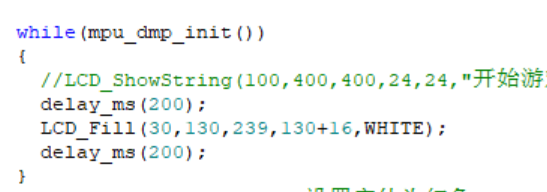 while(mpu_dmp_init())
{
//LCD_ShowString(100,400,400,24,24,"开始游
delay_ms(200);
LCD_Fill(30,130,239,130+16,WHITE);
delay_ms(200);
}